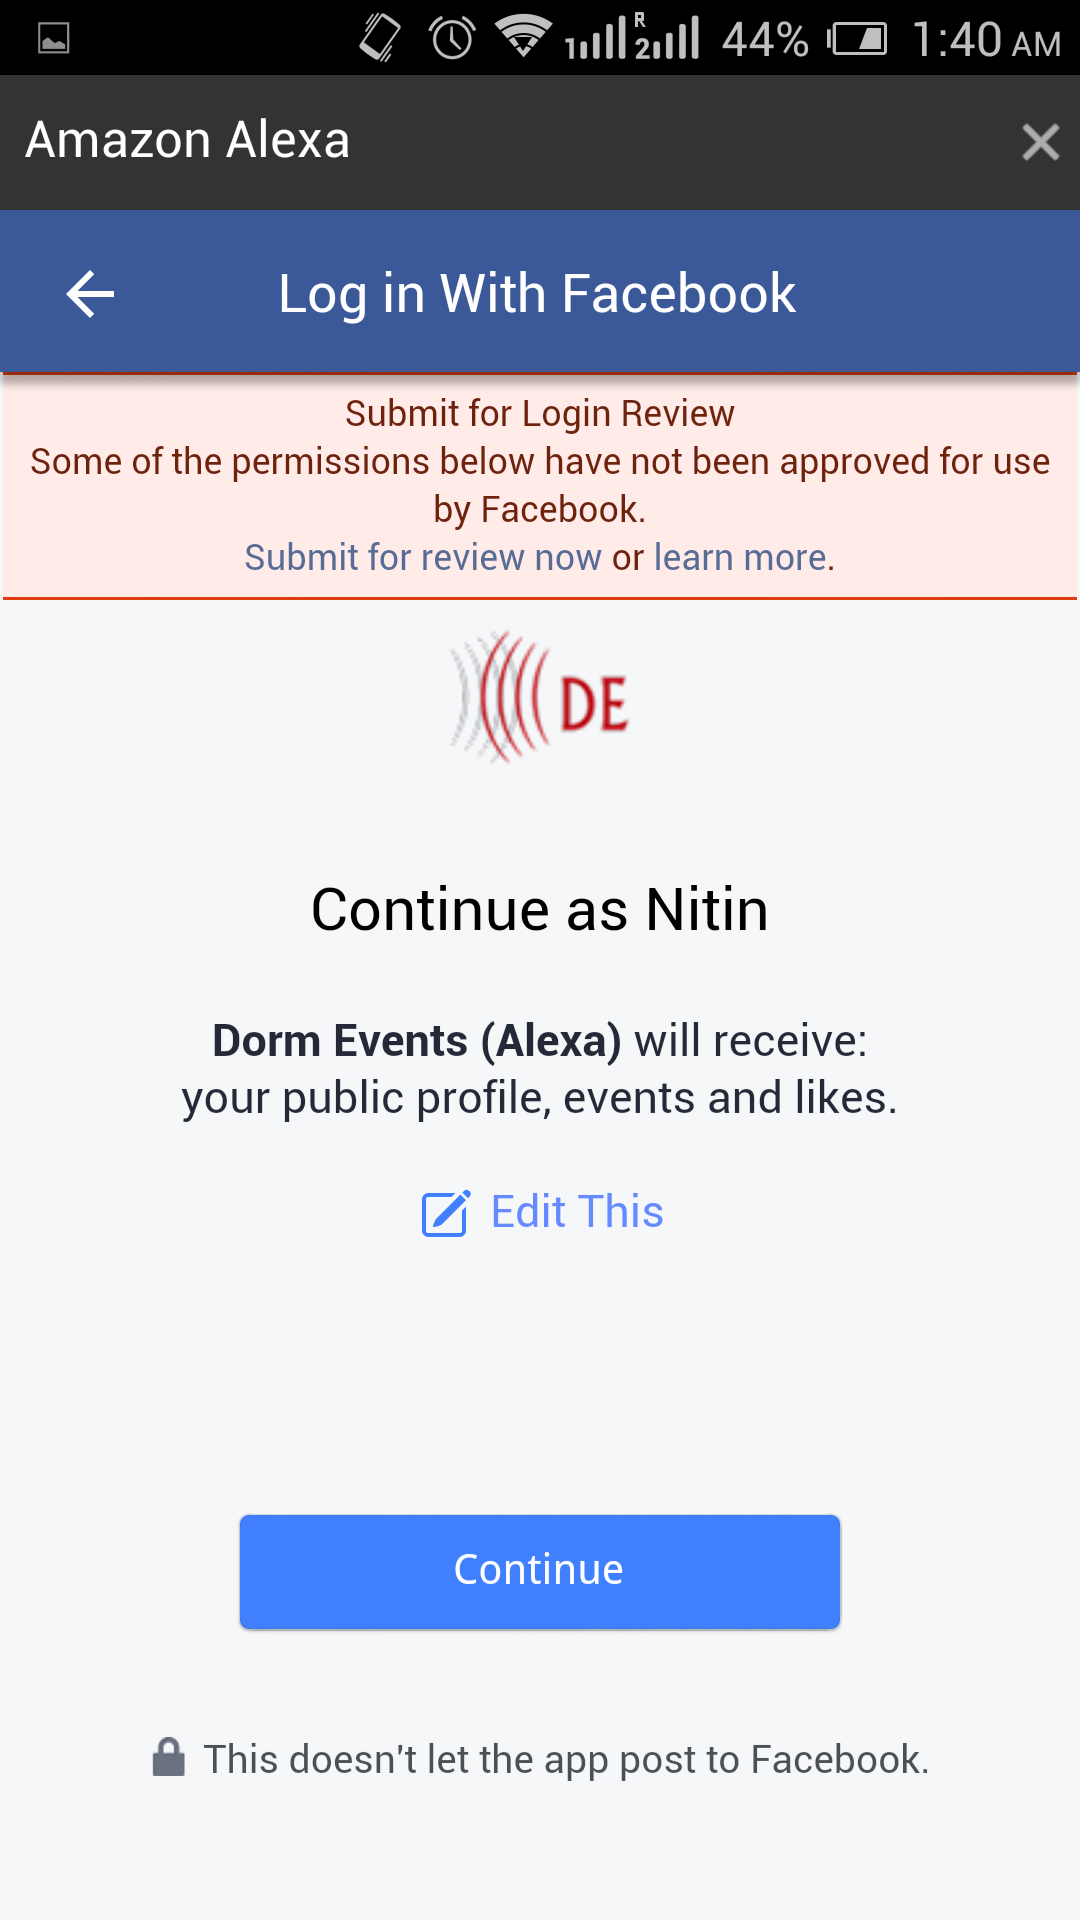 1 R 2 44% 1:40 AM
Amazon Alexa
Log in With Facebook
Submit for Login Review
Some of the permissions below have not been approved for use
by Facebook.
Submit for review now or learn more.
DE
Continue as Nitin
Dorm Events (Alexa) will receive:
your public profile, events and likes.
Edit This
Continue
This doesn't let the app post to Facebook.